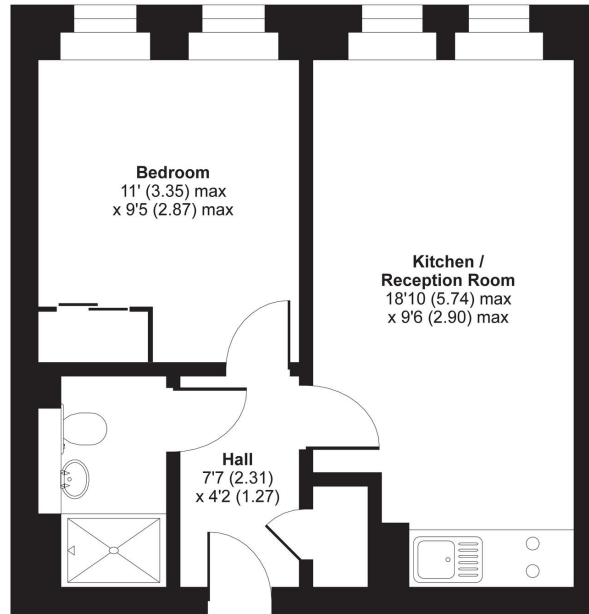 Bedroom
11' (3.35) max
x 9'5 (2.87) max
Kitchen /
Reception Room
18'10 (5.74) max
x 9'6 (2.90) max
Hall
7'7 (2.31)
x 4'2 (1.27)